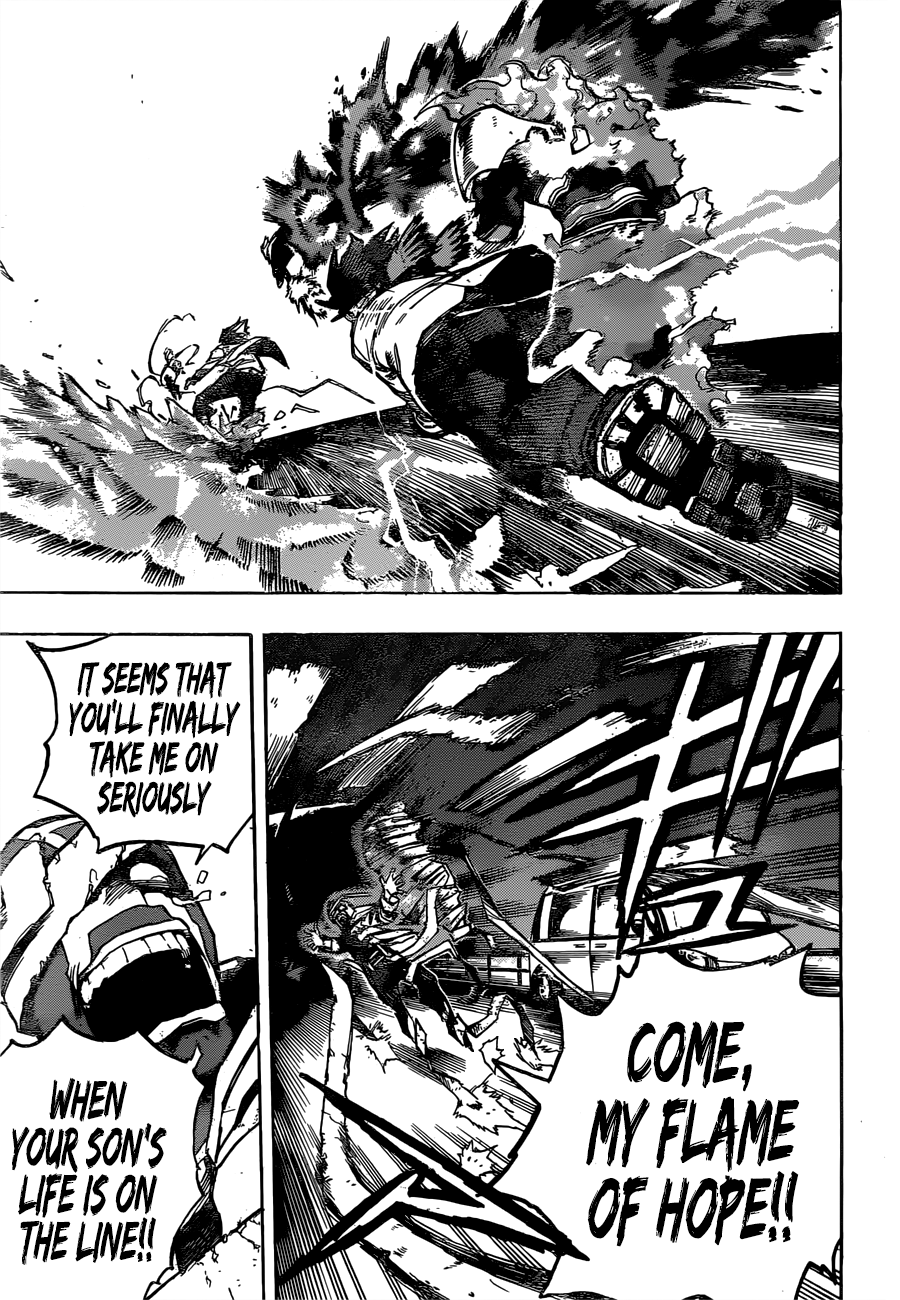 COME,
MY FLAME
OF HOPE!!
IT SEEMS THAT
YOU'LL FINALLY
TAKE ME ON
SERIOUSLY
WHEN
YOUR SON'S
LIFE IS ON
THE LINE!!